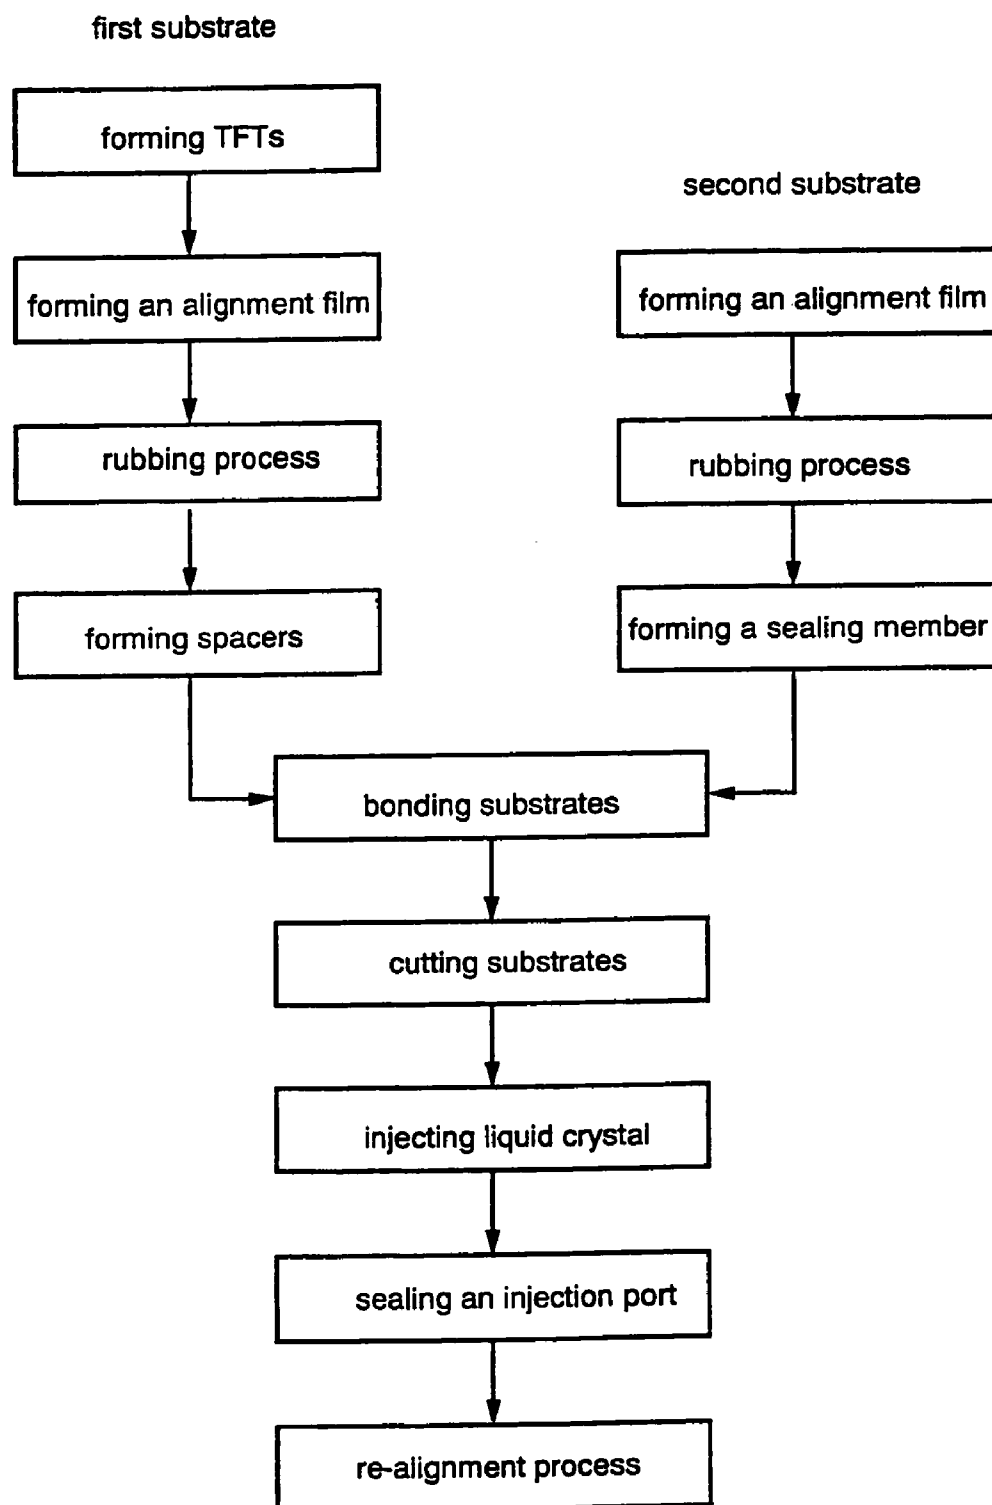 first substrate
forming TFTs
forming an alignment film
rubbing process
forming spacers
second substrate
forming an alignment film
rubbing process
forming a sealing member
bonding substrates
cutting substrates
injecting liquid crystal
sealing an injection port
re-alignment process